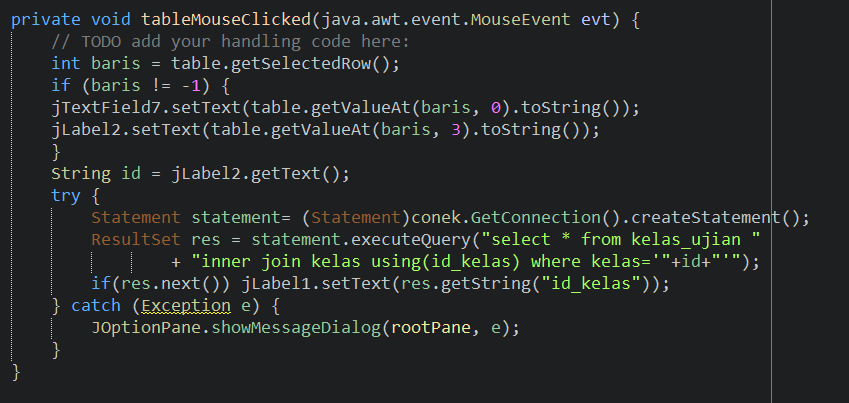 private void tableMouseClicked(java.awt.event.MouseEvent evt) {
    // TODO add your handling code here:
    int baris = table.getSelectedRow();
    if (baris != -1) {
    jTextField7.setText(table.getValueAt(baris, 0).toString());
    jLabel2.setText(table.getValueAt(baris, 3).toString());
    }
    String id = jLabel2.getText();
    try {
        Statement statement= (Statement)conek.GetConnection().createStatement();
        ResultSet res = statement.executeQuery("select * from kelas_ujian "
                + "inner join kelas using(id_kelas) where kelas='"+id+"'");
        if(res.next()) jLabel1.setText(res.getString("id_kelas"));
    } catch (Exception e) {
        JOptionPane.showMessageDialog(rootPane, e);
    }
}